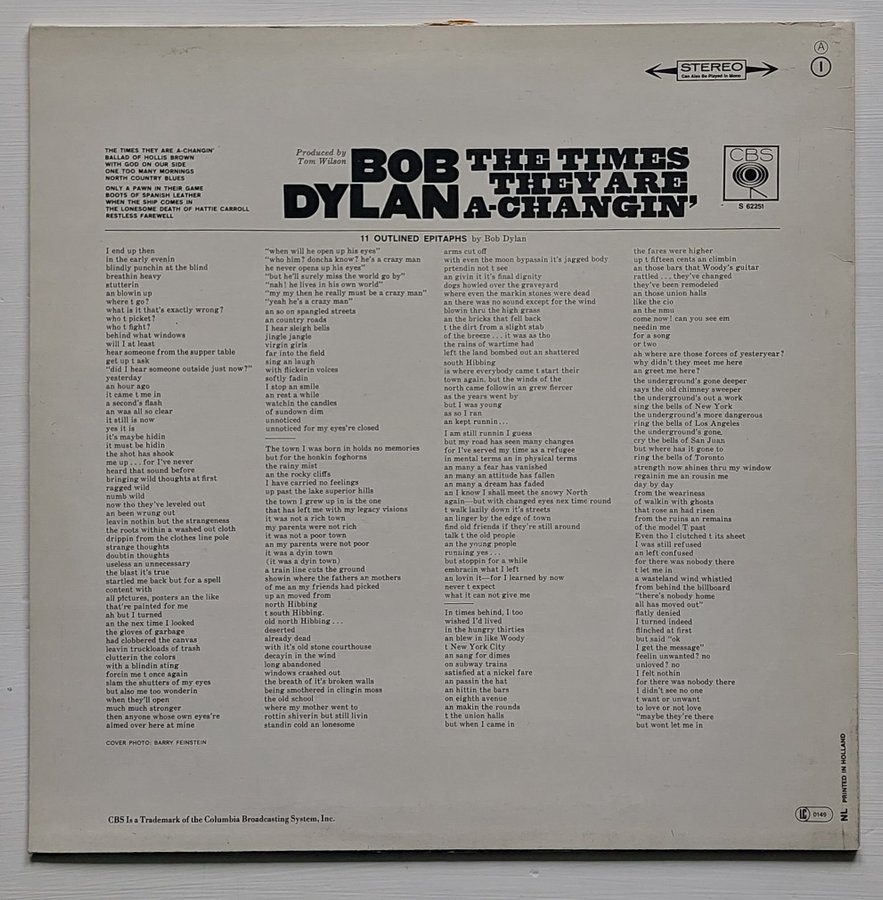 A
STEREO
Can Also Be Played in Mono
1
THE TIMES THEY ARE A-CHANGIN'
BALLAD OF HOLLIS BROWN
WITH GOD ON OUR SIDE
ONE TOO MANY MORNINGS
NORTH COUNTRY BLUES
ONLY A PAWN IN THEIR GAME
BOOTS OF SPANISH LEATHER
WHEN THE SHIP COMES IN
THE LONESOME DEATH OF HATTIE CARROLL
RESTLESS FAREWELL
Produced by
Tom Wilson
BOB
DYLAN
THE TIMES
THEY ARE
A-CHANGIN'
CBS
S 62251
11 OUTLINED EPITAPHS by Bob Dylan
I end up then
in the early evenin
blindly punchin at the blind
breathin heavy
stutterin
an blowin up
where t go?
what is it that's exactly wrong?
who t picket?
who t fight?
behind what windows
will I at least
hear someone from the supper table
get up t ask
"did I hear someone outside just now?"
yesterday
an hour ago
it came t me in
a second's flash
an was all so clear
it still is now
yes it is
it's maybe hidin
it must be hidin
the shot has shook
me up . . . for I've never
heard that sound before
bringing wild thoughts at first
ragged wild
numb wild
now tho they've leveled out
an been wrung out
leavin nothin but the strangeness
the roots within a washed out cloth
drippin from the clothes line pole
strange thoughts
doubtin thoughts
useless an unnecessary
the blast it's true
startled me back but for a spell
content with
all pictures, posters an the like
that're painted for me
ah but I turned
an the nex time I looked
the gloves of garbage
had clobbered the canvas
leavin truckloads of trash
clutterin the colors
with a blindin sting
forcin me t once again
slam the shutters of my eyes
but also me too wonderin
when they'll open
much much stronger
then anyone whose own eyes're
aimed over here at mine
"when will he open up his eyes"
"who him? doncha know? he's a crazy man
he never opens up his eyes"
"but he'll surely miss the world go by"
"nah! he lives in his own world"
"my my then he really must be a crazy man"
"yeah he's a crazy man"
an so on spangled streets
an country roads
I hear sleigh bells
jingle jangle
virgin girls
far into the field
sing an laugh
with flickerin voices
softly fadin
I stop an smile
an rest a while
watchin the candles
of sundown dim
unnoticed
unnoticed for my eyes're closed
The town I was born in holds no memories
but for the honkin foghorns
the rainy mist
an the rocky cliffs
I have carried no feelings
up past the lake superior hills
the town I grew up in is the one
that has left me with my legacy visions
it was not a rich town
my parents were not rich
it was not a poor town
an my parents were not poor
it was a dyin town
(it was a dyin town)
a train line cuts the ground
showin where the fathers an mothers
of me an my friends had picked
up an moved from
north Hibbing
t south Hibbing.
old north Hibbing . . .
deserted
already dead
with it's old stone courthouse
decayin in the wind
long abandoned
windows crashed out
the breath of it's broken walls
being smothered in clingin moss
the old school
where my mother went to
rottin shiverin but still livin
standin cold an lonesome
arms cut off
with even the moon bypassin it's jagged body
prtendin not t see
an givin it it's final dignity
dogs howled over the graveyard
where even the markin stones were dead
an there was no sound except for the wind
blowin thru the high grass
an the bricks that fell back
t the dirt from a slight stab
of the breeze . . . it was as tho
the rains of wartime had
left the land bombed out an shattered
south Hibbing
is where everybody came t start their
town again. but the winds of the
north came followin an grew fiercer
as the years went by
but I was young
as so I ran
an kept runnin . . .
I am still runnin I guess
but my road has seen many changes
for I've served my time as a refugee
in mental terms an in physical terms
an many a fear has vanished
an many an attitude has fallen
an many a dream has faded
an I know I shall meet the snowy North
again—but with changed eyes nex time round
t walk lazily down it's streets
an linger by the edge of town
find old friends if they're still around
talk t the old people
an the young people
running yes . . .
but stoppin for a while
embracin what I left
an lovin it—for I learned by now
never t expect
what it can not give me
In times behind, I too
wished I'd lived
in the hungry thirties
an blew in like Woody
t New York City
an sang for dimes
on subway trains
satisfied at a nickel fare
an passin the hat
an hittin the bars
on eighth avenue
an makin the rounds
t the union halls
but when I came in
the fares were higher
up t fifteen cents an climbin
an those bars that Woody's guitar
rattled . . . they've changed
they've been remodeled
an those union halls
like the cio
an the nmu
come now! can you see em
needin me
for a song
or two
ah where are those forces of yesteryear?
why didn't they meet me here
an greet me here?
the underground's gone deeper
says the old chimney sweeper
the underground's out a work
sing the bells of New York
the underground's more dangerous
ring the bells of Los Angeles
the underground's gone,
cry the bells of San Juan
but where has it gone to
ring the bells of Toronto
strength now shines thru my window
regainin me an rousin me
day by day
from the weariness
of walkin with ghosts
that rose an had risen
from the ruins an remains
of the model T past
Even tho I clutched t its sheet
I was still refused
an left confused
for there was nobody there
t let me in
a wasteland wind whistled
from behind the billboard
"there's nobody home
all has moved out"
flatly denied
I turned indeed
flinched at first
but said "ok
I get the message"
feelin unwanted? no
unloved? no
I felt nothin
for there was nobody there
I didn't see no one
t want or unwant
to love or not love
"maybe they're there
but wont let me in
COVER PHOTO: BARRY FEINSTEIN
CBS Is a Trademark of the Columbia Broadcasting System, Inc.
LC 0149
NL PRINTED IN HOLLAND